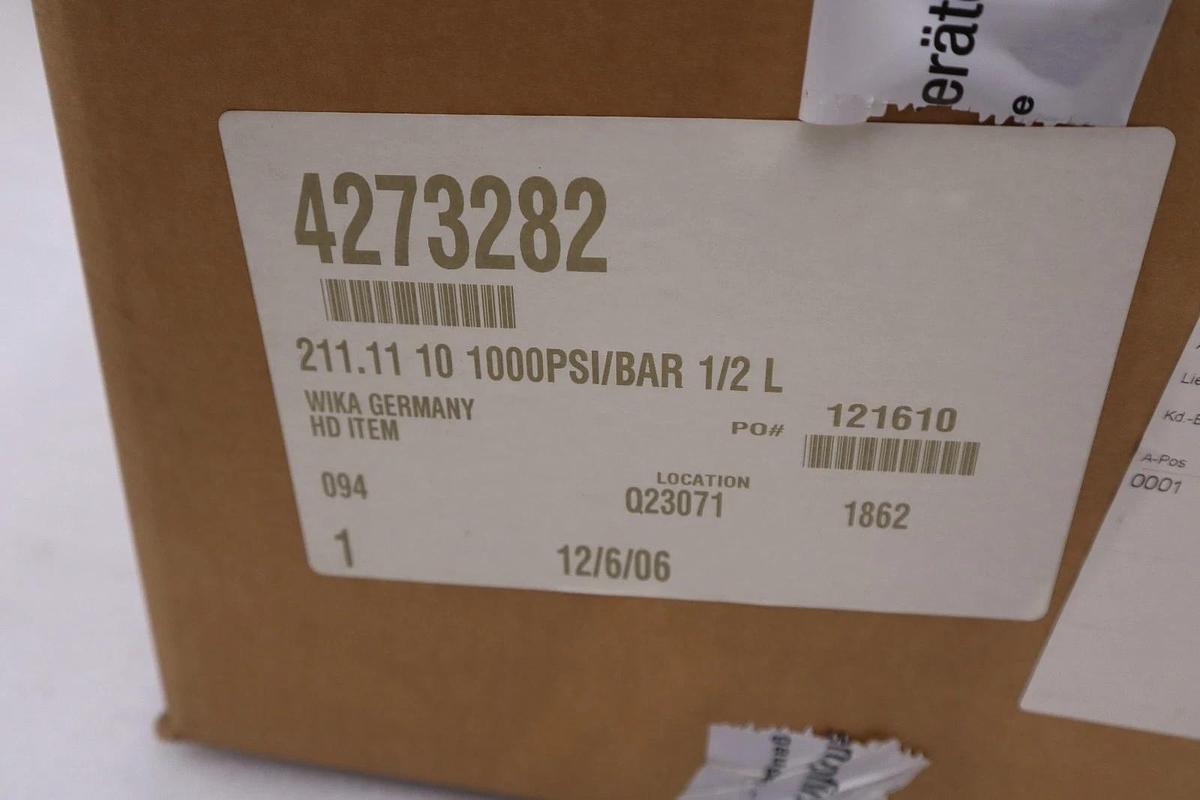 erät
e
4273282
211.11 10 1000PSI/BAR 1/2 L
WIKA GERMANY
HD ITEM
PO#
121610
094
LOCATION
Q23071
1862
1
12/6/06
Lie
Kd.-B
A-Pos
0001